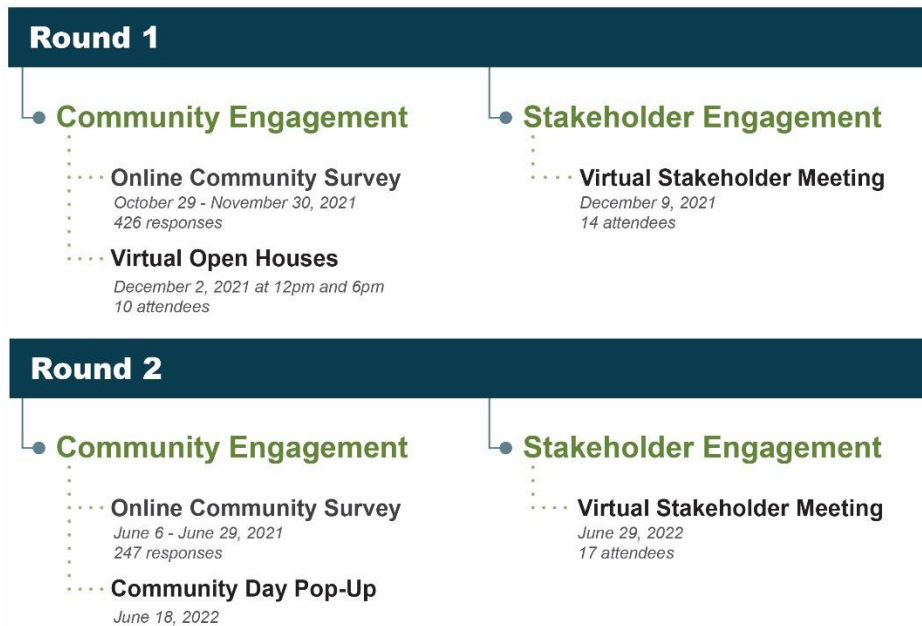 Round 1
Community Engagement
Online Community Survey
October 29 - November 30, 2021
426 responses
Virtual Open Houses
December 2, 2021 at 12pm and 6pm
10 attendees
Stakeholder Engagement
Virtual Stakeholder Meeting
December 9, 2021
14 attendees
Round 2
Community Engagement
Online Community Survey
June 6 - June 29, 2021
247 responses
Community Day Pop-Up
June 18, 2022
Stakeholder Engagement
Virtual Stakeholder Meeting
June 29, 2022
17 attendees